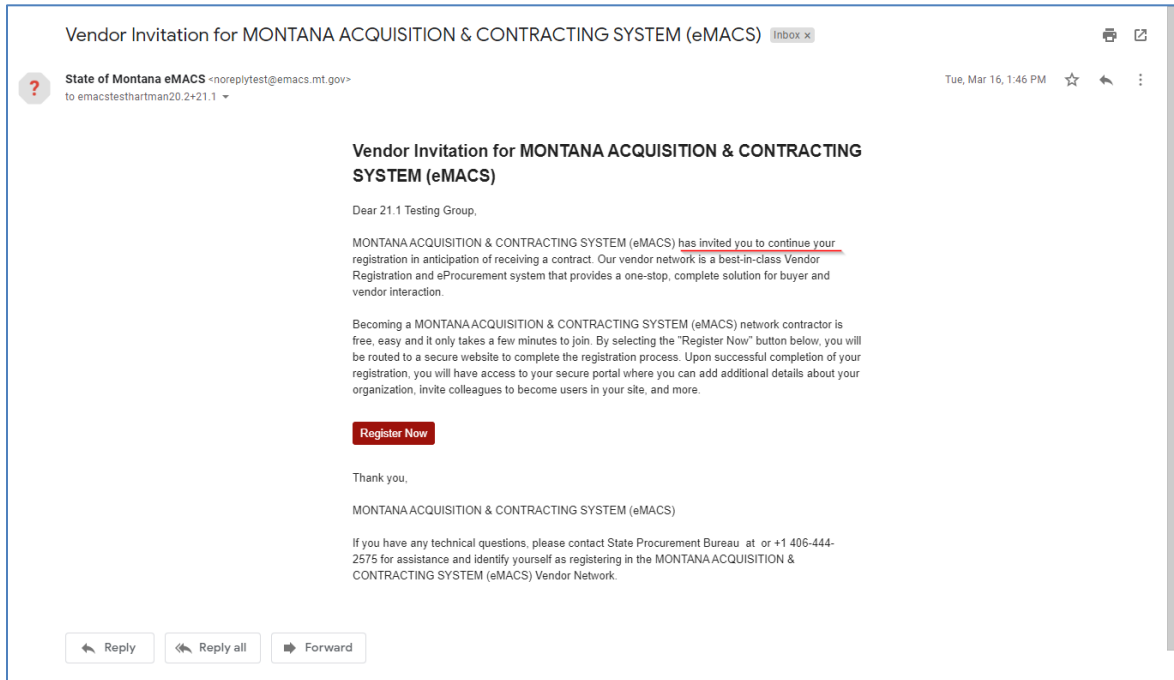 Vendor Invitation for MONTANA ACQUISITION & CONTRACTING SYSTEM (eMACS) Inbox x
State of Montana eMACS <noreplytest@emacs.mt.gov> Tue, Mar 16, 1:46 PM
?
to emacstesthartman20.2+21.1
Vendor Invitation for MONTANA ACQUISITION & CONTRACTING
SYSTEM (eMACS)
Dear 21.1 Testing Group,
MONTANA ACQUISITION & CONTRACTING SYSTEM (eMACS) has invited you to continue your
registration in anticipation of receiving a contract. Our vendor network is a best-in-class Vendor
Registration and eProcurement system that provides a one-stop, complete solution for buyer and
vendor interaction.
Becoming a MONTANA ACQUISITION & CONTRACTING SYSTEM (eMACS) network contractor is
free, easy and it only takes a few minutes to join. By selecting the "Register Now" button below, you will
be routed to a secure website to complete the registration process. Upon successful completion of your
registration, you will have access to your secure portal where you can add additional details about your
organization, invite colleagues to become users in your site, and more.
Register Now
Thank you,
MONTANA ACQUISITION & CONTRACTING SYSTEM (eMACS)
If you have any technical questions, please contact State Procurement Bureau at or +1 406-444-
2575 for assistance and identify yourself as registering in the MONTANA ACQUISITION &
CONTRACTING SYSTEM (eMACS) Vendor Network.
Reply Reply all Forward